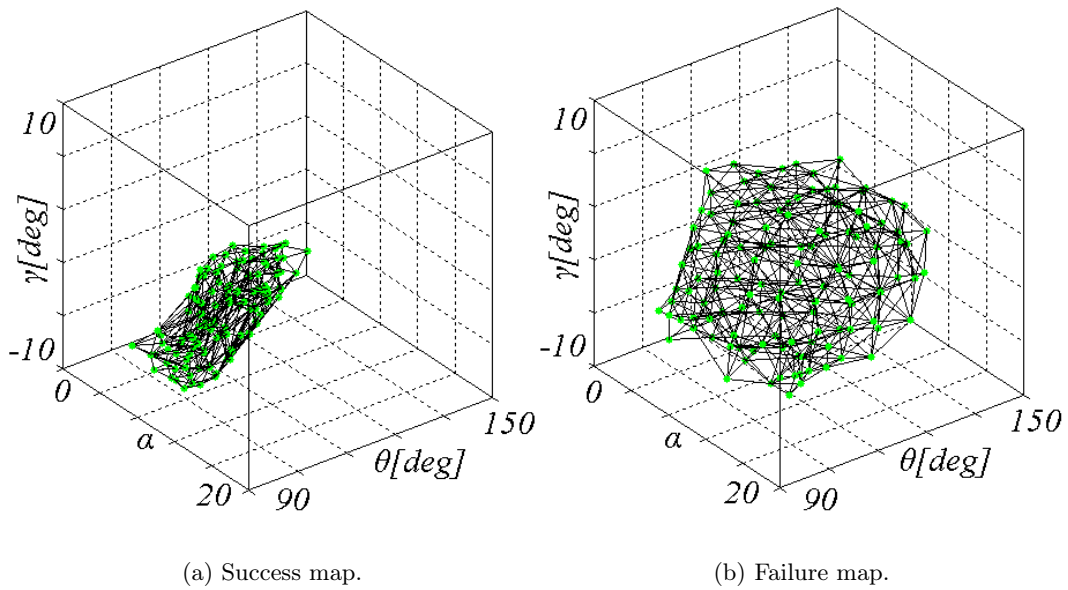 10
γ[deg]
-10
0
α
20
90
θ[deg]
150
(a) Success map.
10
γ[deg]
-10
0
α
20
90
θ[deg]
150
(b) Failure map.